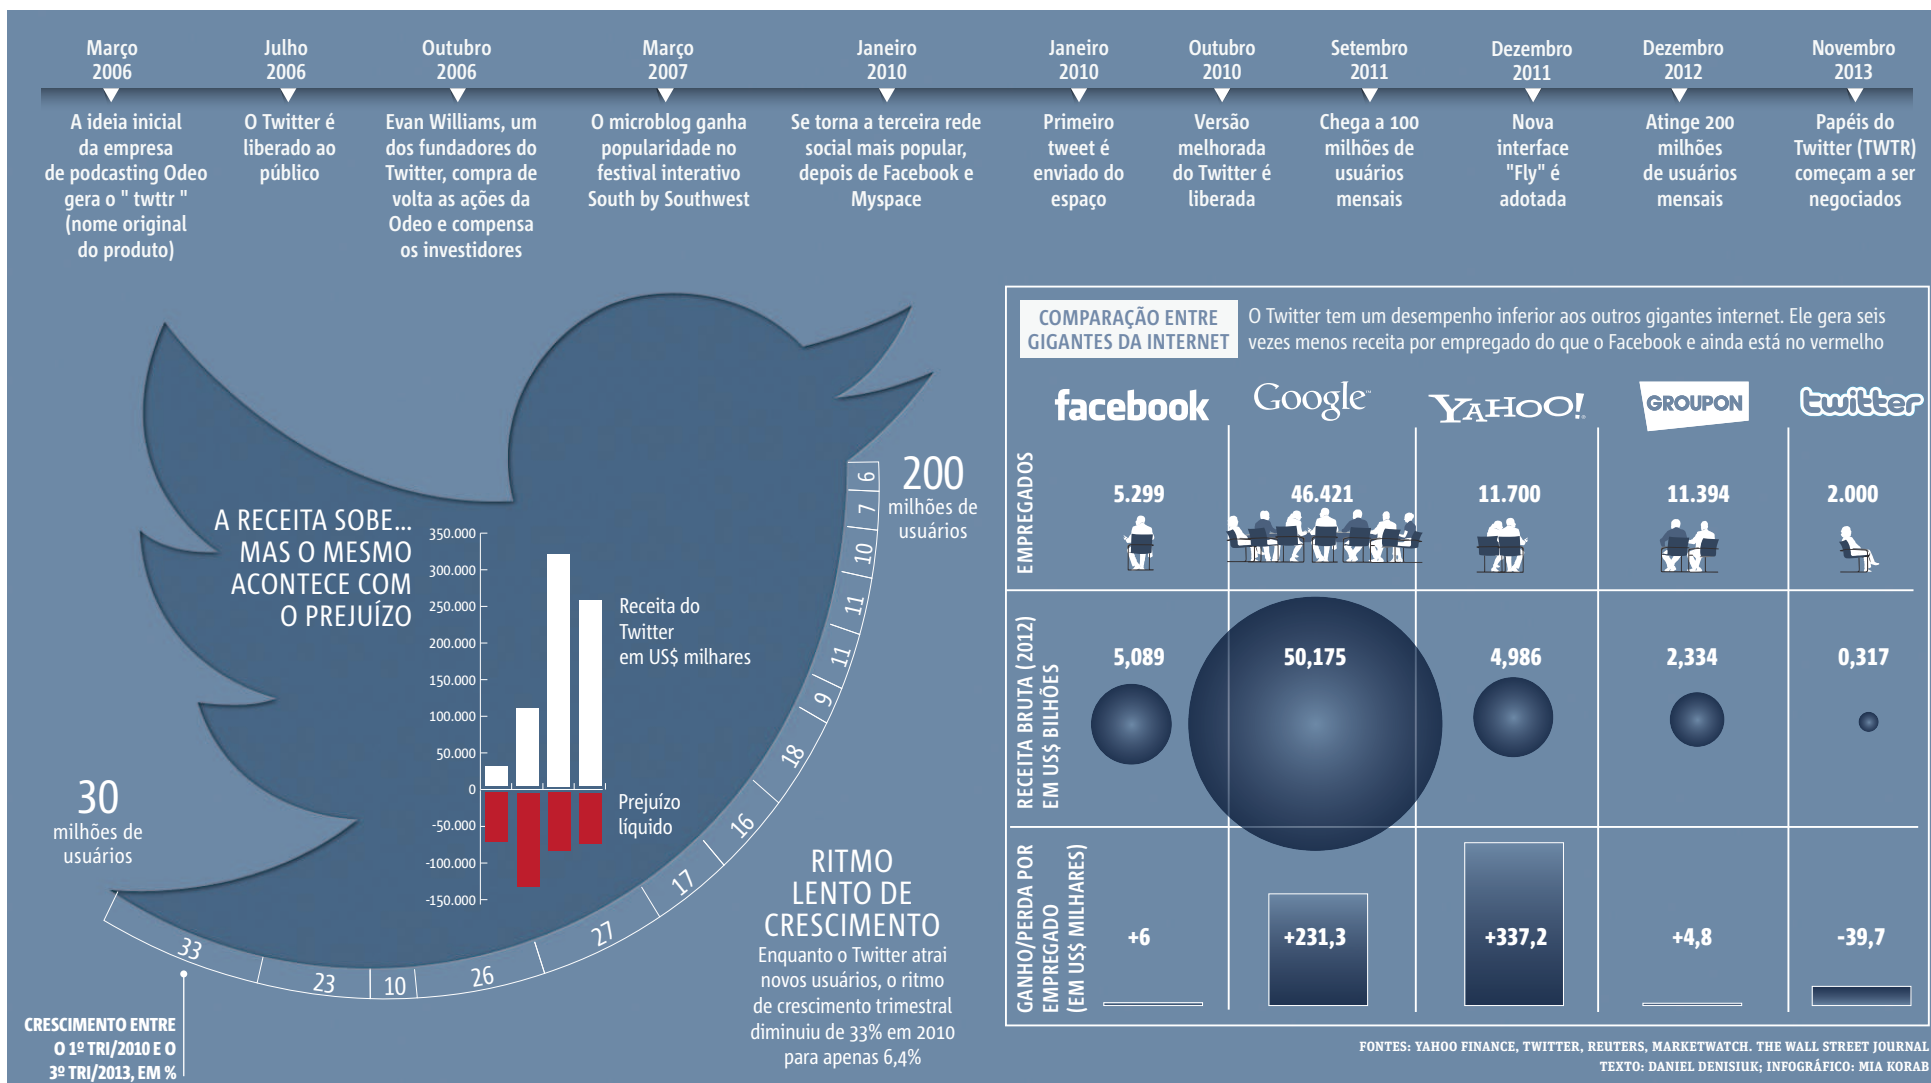 Março
2006
A ideia inicial
da empresa
de podcasting Odeo
gera o " twttr "
(nome original
do produto)
Julho
2006
O Twitter é
liberado ao
público
Outubro
2006
Evan Williams, um
dos fundadores do
Twitter, compra de
volta as ações da
Odeo e compensa
os investidores
Março
2007
O microblog ganha
popularidade no
festival interativo
South by Southwest
Janeiro
2010
Se torna a terceira rede
social mais popular,
depois de Facebook e
Myspace
Janeiro
2010
Primeiro
tweet é
enviado do
espaço
Outubro
2010
Versão
melhorada
do Twitter é
liberada
Setembro
2011
Chega a 100
milhões de
usuários
mensais
Dezembro
2011
Nova
interface
"Fly" é
adotada
Dezembro
2012
Atinge 200
milhões
de usuários
mensais
Novembro
2013
Papéis do
Twitter (TWTR)
começam a ser
negociados
A RECEITA SOBE...
MAS O MESMO
ACONTECE COM
O PREJUÍZO
350.000
300.000
250.000
200.000
150.000
100.000
50.000
0
-50.000
-100.000
-150.000
Receita do
Twitter
em US$ milhares
Prejuízo
líquido
30
milhões de
usuários
33
23
10
26
27
17
16
18
9
11
11
10
7
6
200
milhões de
usuários
CRESCIMENTO ENTRE
O 1º TRI/2010 E O
3º TRI/2013, EM %
RITMO
LENTO DE
CRESCIMENTO
Enquanto o Twitter atrai
novos usuários, o ritmo
de crescimento trimestral
diminuiu de 33% em 2010
para apenas 6,4%
COMPARAÇÃO ENTRE
GIGANTES DA INTERNET
O Twitter tem um desempenho inferior aos outros gigantes internet. Ele gera seis
vezes menos receita por empregado do que o Facebook e ainda está no vermelho
facebook
Google™
YAHOO!
GROUPON
twitter
EMPREGADOS
5.299
46.421
11.700
11.394
2.000
RECEITA BRUTA (2012)
EM US$ BILHÕES
5,089
50,175
4,986
2,334
0,317
GANHO/PERDA POR
EMPREGADO
(EM US$ MILHARES)
+6
+231,3
+337,2
+4,8
-39,7
FONTES: YAHOO FINANCE, TWITTER, REUTERS, MARKETWATCH. THE WALL STREET JOURNAL
TEXTO: DANIEL DENISIUK; INFOGRÁFICO: MIA KORAB